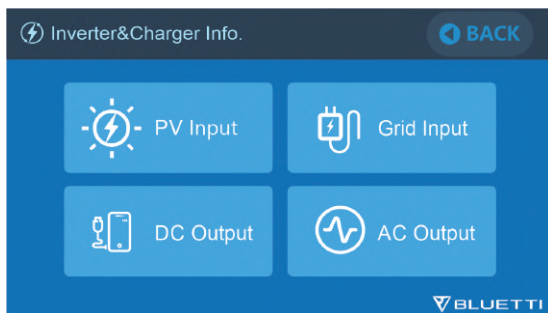 Inverter&Charger Info.
BACK
PV Input
Grid Input
DC Output
AC Output
BLUETTI